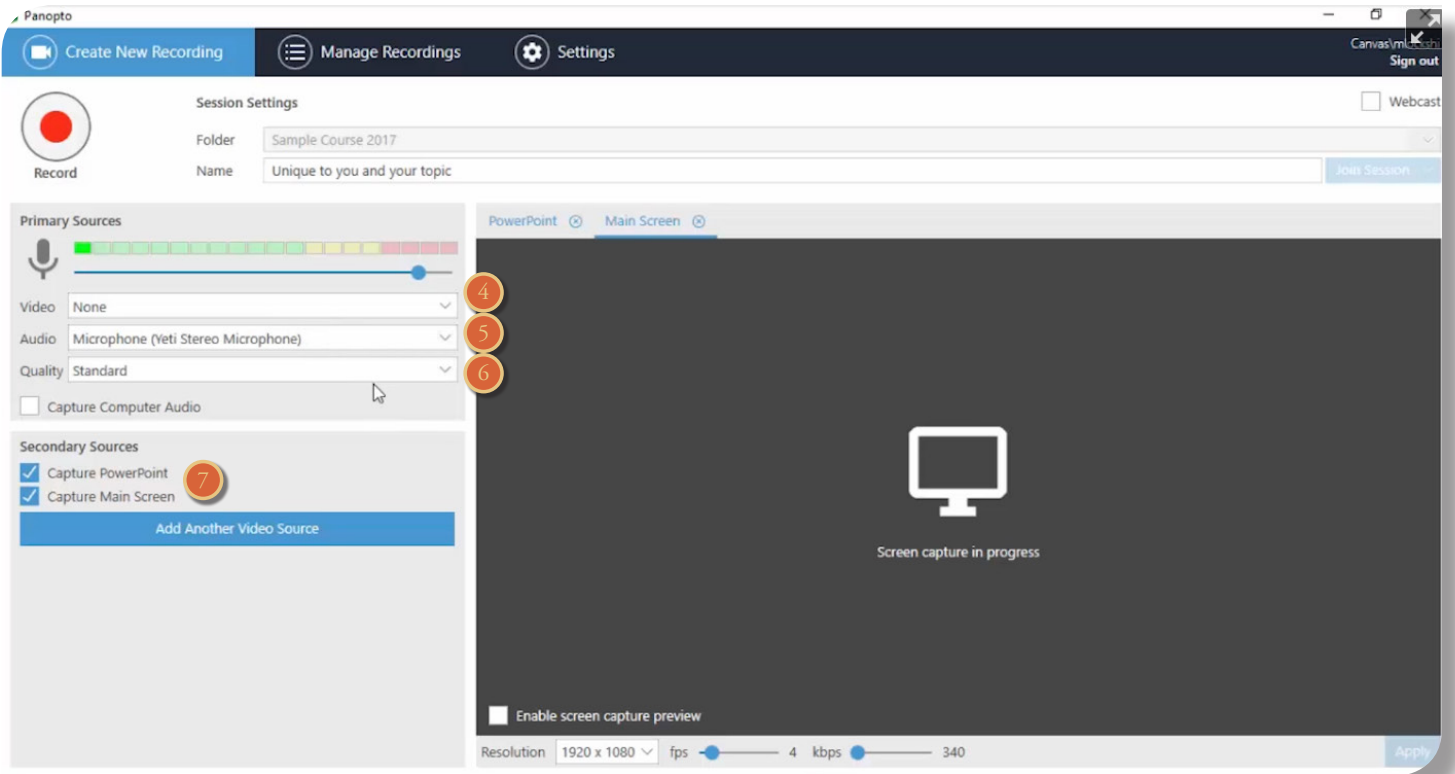 Panopto
Create New Recording
Manage Recordings
Settings
Sign out
Record
Session Settings
Webcast
Folder Sample Course 2017
Name Unique to you and your topic
Join Session
Primary Sources
Video None
Audio Microphone (Yeti Stereo Microphone)
Quality Standard
Capture Computer Audio
4
5
6
Secondary Sources
Capture PowerPoint
Capture Main Screen
7
Add Another Video Source
PowerPoint Main Screen
Screen capture in progress
Enable screen capture preview
Resolution 1920 x 1080 fps 4 kbps 340
Apply